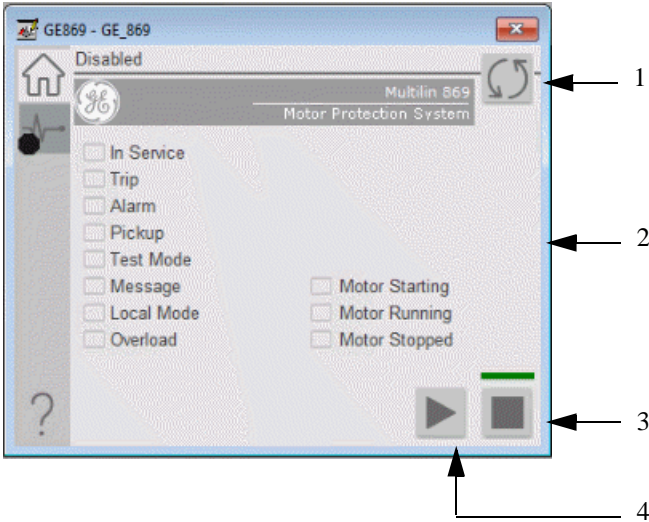 GE869 - GE_869
Disabled
1
GE
Multilin 869
Motor Protection System
In Service
Trip
Alarm
Pickup
2
Test Mode
Message
Motor Starting
Local Mode
Motor Running
Overload
Motor Stopped
?
3
4